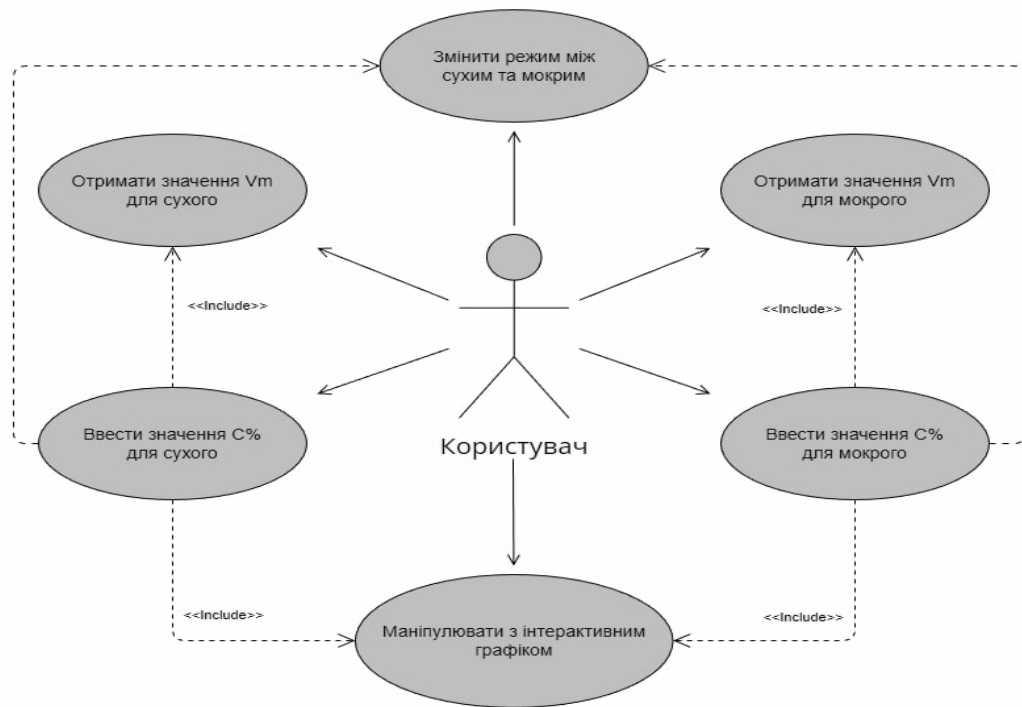 Змінити режим між
сухим та мокрим
Отримати значення Vm
для сухого
Отримати значення Vm
для мокрого
<<Include>>
<<Include>>
Ввести значення C%
для сухого
Користувач
Ввести значення C%
для мокрого
<<Include>>
<<Include>>
Маніпулювати з інтерактивним
графіком